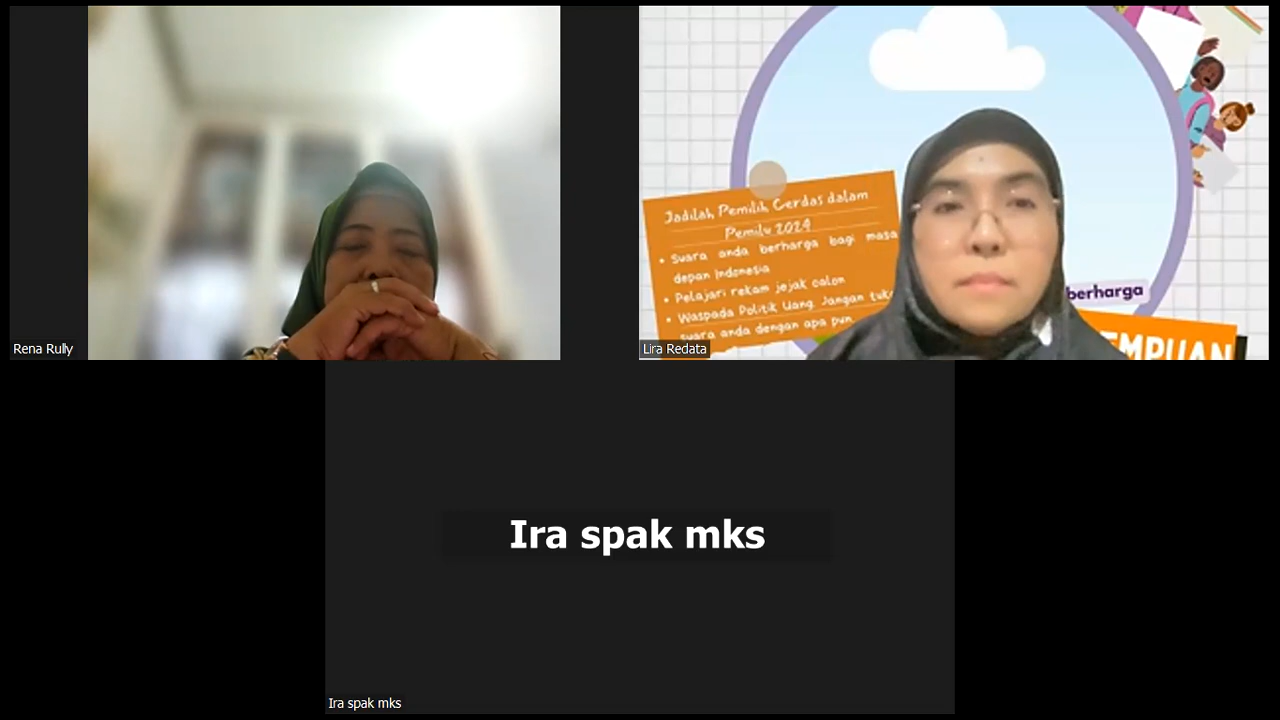 Jadilah Pemilih Cerdas dalam
Pemilu 2024
• Suara anda berharga bagi masa
depan Indonesia
• Pelajari rekam jejak calon
• Waspada Politik Uang. Jangan
suara anda dengan apa pun.
berharga
EMPUAN
Rena Rully
Lira Redata
Ira spak mks
Ira spak mks